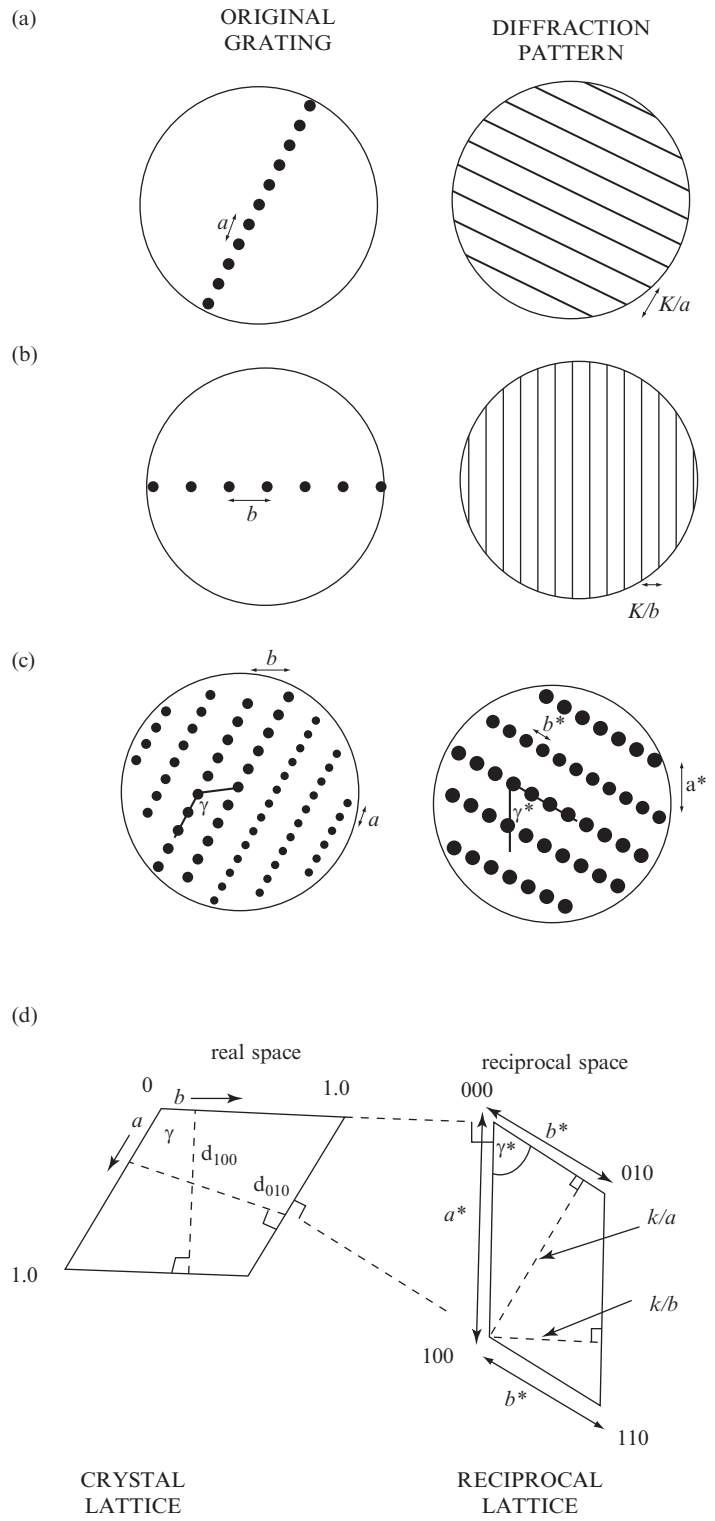 (a)
ORIGINAL GRATING
DIFFRACTION PATTERN
a
K/a
(b)
b
K/b
(c)
b
γ
a
b*
a*
γ*
(d)
real space
reciprocal space
0
b
1.0
000
a
γ
d100
d010
1.0
b*
γ*
010
a*
k/a
k/b
100
b*
110
CRYSTAL LATTICE
RECIPROCAL LATTICE